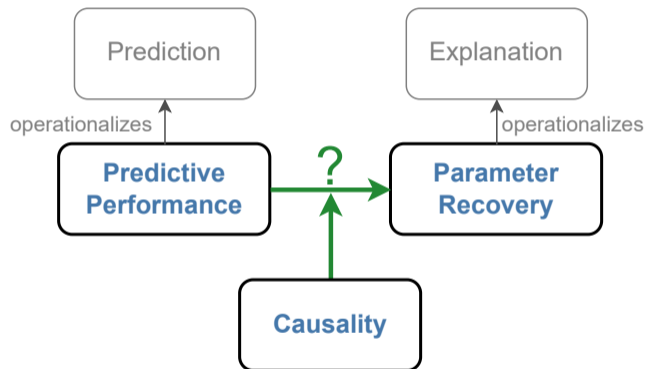 Prediction
Explanation
operationalizes
operationalizes
Predictive
Performance
?
Parameter
Recovery
Causality